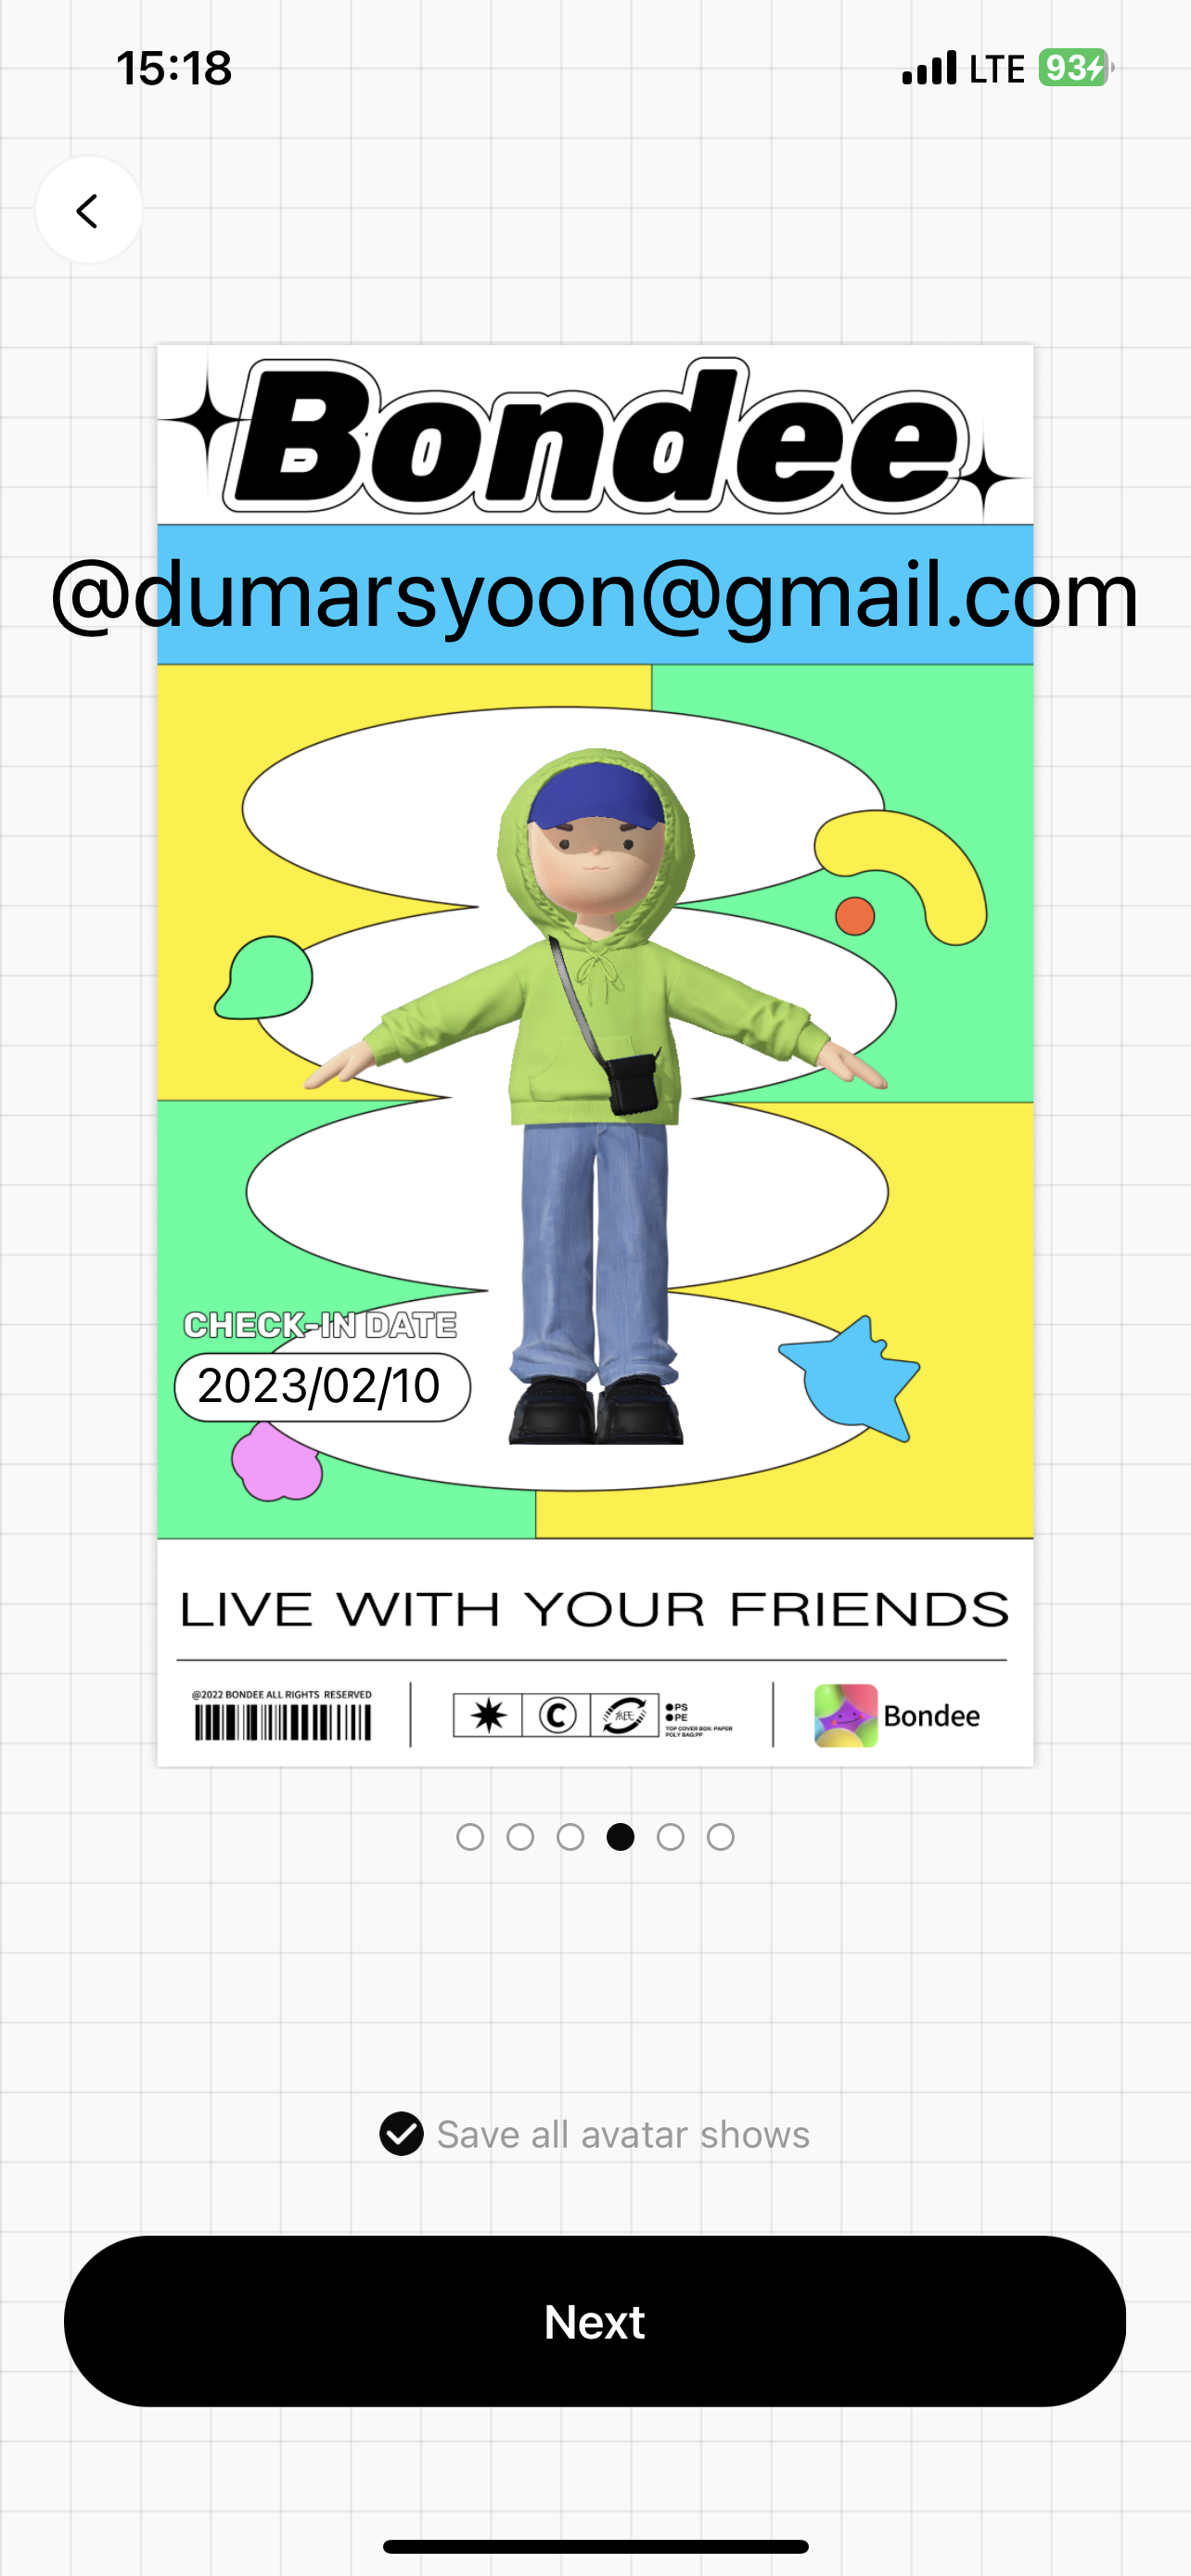 15:18 LTE 93
Bondee
@dumarsyoon@gmail.com
CHECK-IN DATE
2023/02/10
LIVE WITH YOUR FRIENDS
@2022 BONDEE ALL RIGHTS RESERVED
C
紙
PS
PE
TOP COVER BOX: PAPER
POLY BAG:PP
Bondee
Save all avatar shows
Next